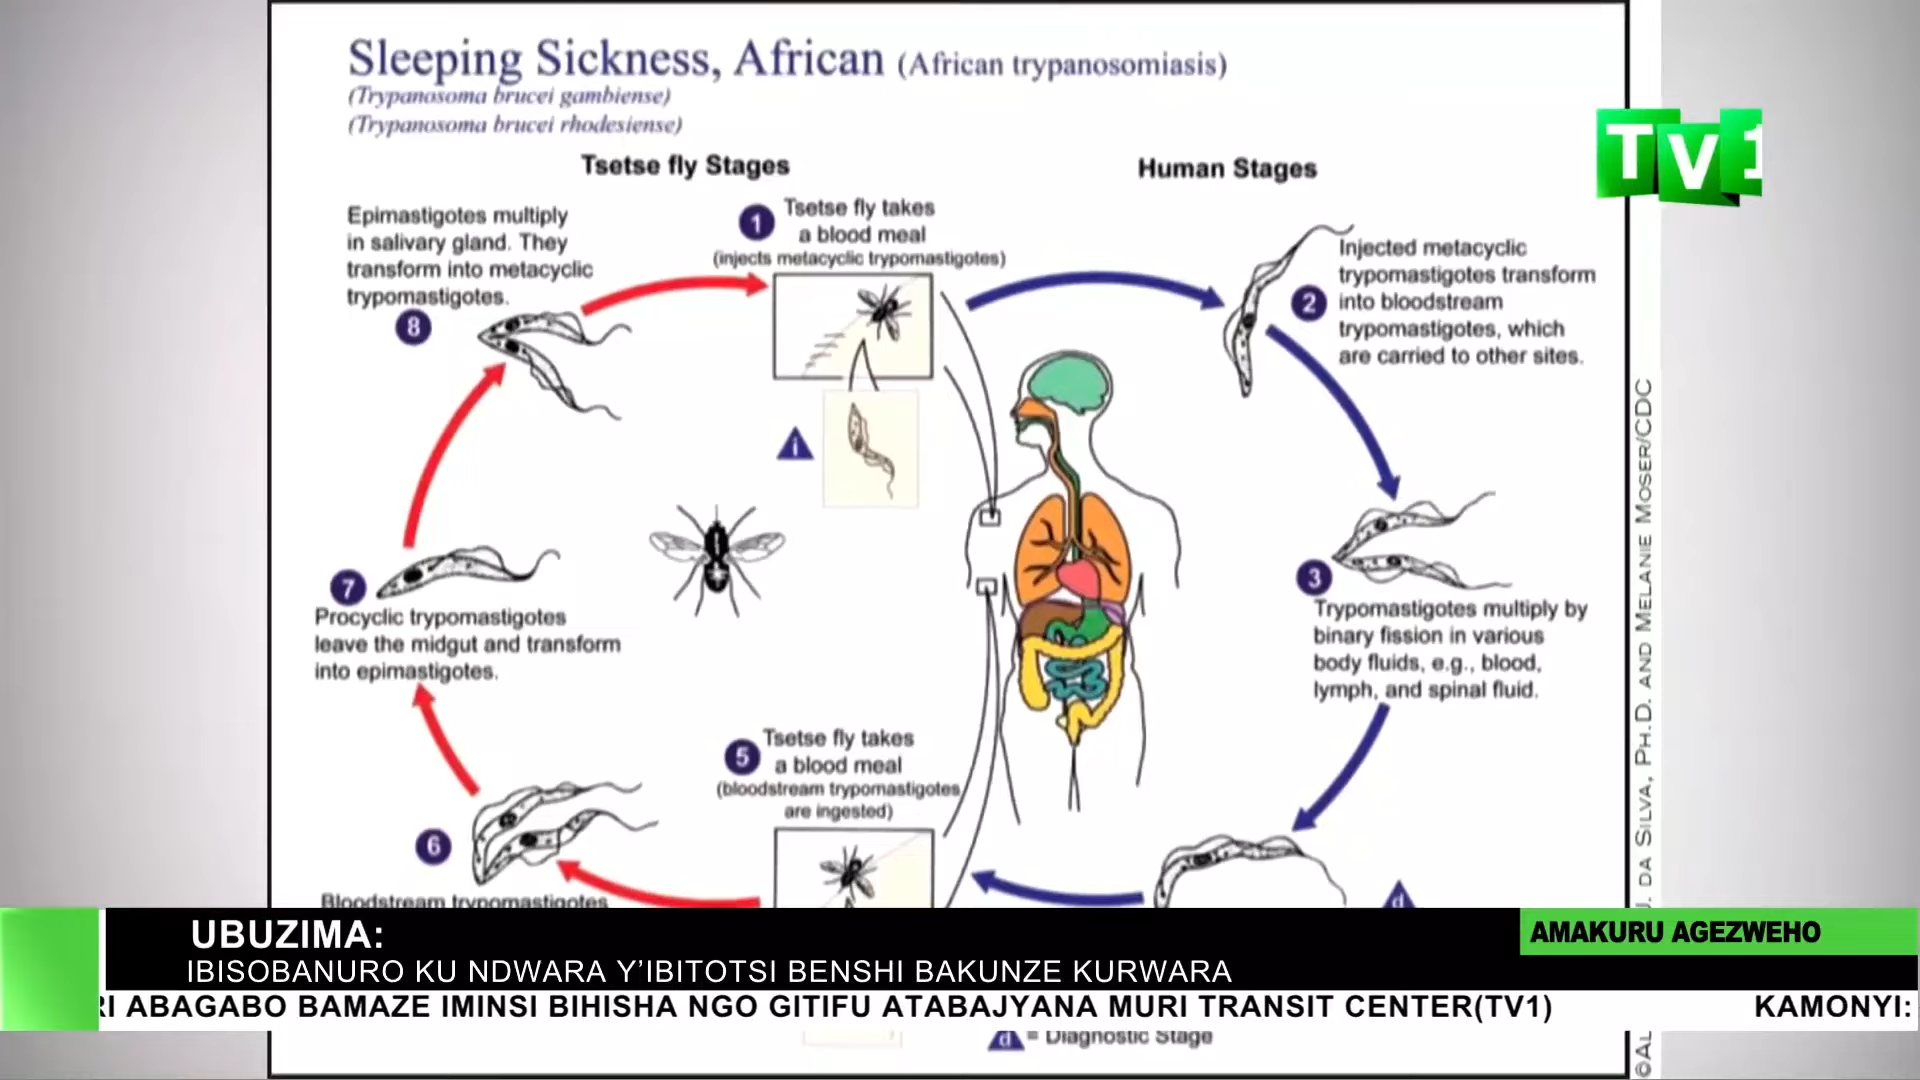 Sleeping Sickness, African (African trypanosomiasis)
(Trypanosoma brucei gambiense)
(Trypanosoma brucei rhodesiense)
TV1
Tsetse fly Stages
Human Stages
Epimastigotes multiply
in salivary gland. They
transform into metacyclic
trypomastigotes.
8
1
Tsetse fly takes
a blood meal
(injects metacyclic trypomastigotes)
i
2
Injected metacyclic
trypomastigotes transform
into bloodstream
trypomastigotes, which
are carried to other sites.
3
Trypomastigotes multiply by
binary fission in various
body fluids, e.g., blood,
lymph, and spinal fluid.
7
Procyclic trypomastigotes
leave the midgut and transform
into epimastigotes.
5
Tsetse fly takes
a blood meal
(bloodstream trypomastigotes
are ingested)
6
Bloodstream trypomastigotes
d
DA SILVA, PH.D. AND MELANIE MOSER/CDC
UBUZIMA:
AMAKURU AGEZWEHO
IBISOBANURO KU NDWARA Y'IBITOTSI BENSHI BAKUNZE KURWARA
RI ABAGABO BAMAZE IMINSI BIHISHA NGO GITIFU ATABAJYANA MURI TRANSIT CENTER(TV1)
KAMONYI:
d = Diagnostic Stage